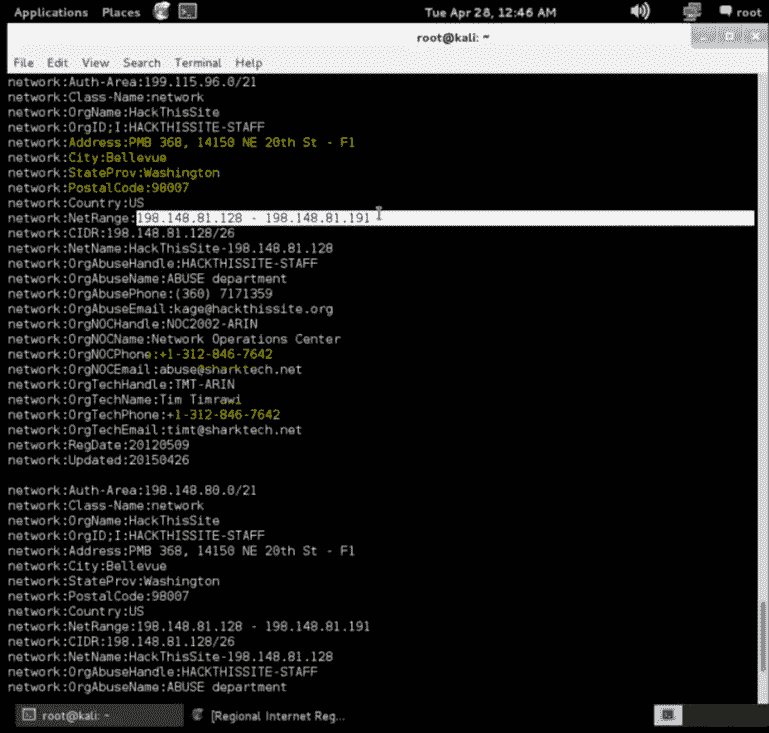 Applications Places Tue Apr 28, 12:46 AM root
root@kali: ~
File Edit View Search Terminal Help
network:Auth-Area:199.115.96.0/21
network:Class-Name:network
network:OrgName:HackThisSite
network:OrgID;I:HACKTHISSITE-STAFF
network:Address:PMB 368, 14150 NE 20th St - F1
network:City:Bellevue
network:StateProv:Washington
network:PostalCode:98007
network:Country:US
network:NetRange:198.148.81.128 - 198.148.81.191
network:CIDR:198.148.81.128/26
network:NetName:HackThisSite-198.148.81.128
network:OrgAbuseHandle:HACKTHISSITE-STAFF
network:OrgAbuseName:ABUSE department
network:OrgAbusePhone:(360) 7171359
network:OrgAbuseEmail:kage@hackthissite.org
network:OrgNOCHandle:NOC2002-ARIN
network:OrgNOCName:Network Operations Center
network:OrgNOCPhone:+1-312-846-7642
network:OrgNOCEmail:abuse@sharktech.net
network:OrgTechHandle:TMT-ARIN
network:OrgTechName:Tim Timrawi
network:OrgTechPhone:+1-312-846-7642
network:OrgTechEmail:timt@sharktech.net
network:RegDate:20120509
network:Updated:20150426
network:Auth-Area:198.148.80.0/21
network:Class-Name:network
network:OrgName:HackThisSite
network:OrgID;I:HACKTHISSITE-STAFF
network:Address:PMB 368, 14150 NE 20th St - F1
network:City:Bellevue
network:StateProv:Washington
network:PostalCode:98007
network:Country:US
network:NetRange:198.148.81.128 - 198.148.81.191
network:CIDR:198.148.81.128/26
network:NetName:HackThisSite-198.148.81.128
network:OrgAbuseHandle:HACKTHISSITE-STAFF
network:OrgAbuseName:ABUSE department
root@kali: ~ [Regional Internet Reg...